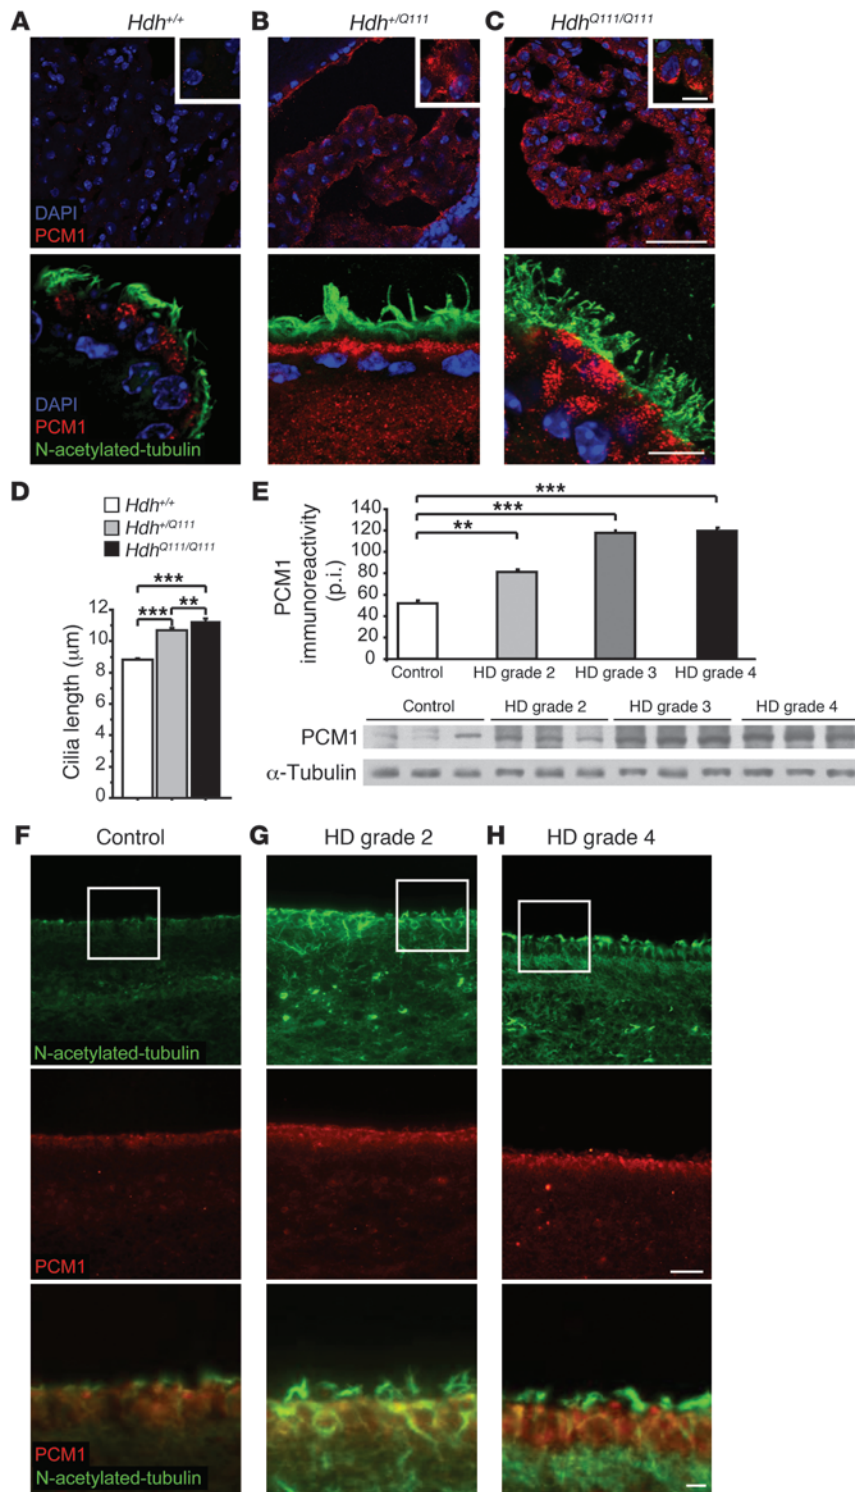 A Hdh+/+ B Hdh+/Q111 C HdhQ111/Q111
DAPI
PCM1
DAPI
PCM1
N-acetylated-tubulin
D
Hdh+/+
Hdh+/Q111
HdhQ111/Q111
***
*** **
Cilia length (μm)
12
10
8
6
4
2
0
E
***
***
**
PCM1
immunoreactivity
(p.i.)
140
120
100
80
60
40
20
0
Control HD grade 2 HD grade 3 HD grade 4
Control HD grade 2 HD grade 3 HD grade 4
PCM1
α-Tubulin
F Control G HD grade 2 H HD grade 4
N-acetylated-tubulin
PCM1
PCM1
N-acetylated-tubulin